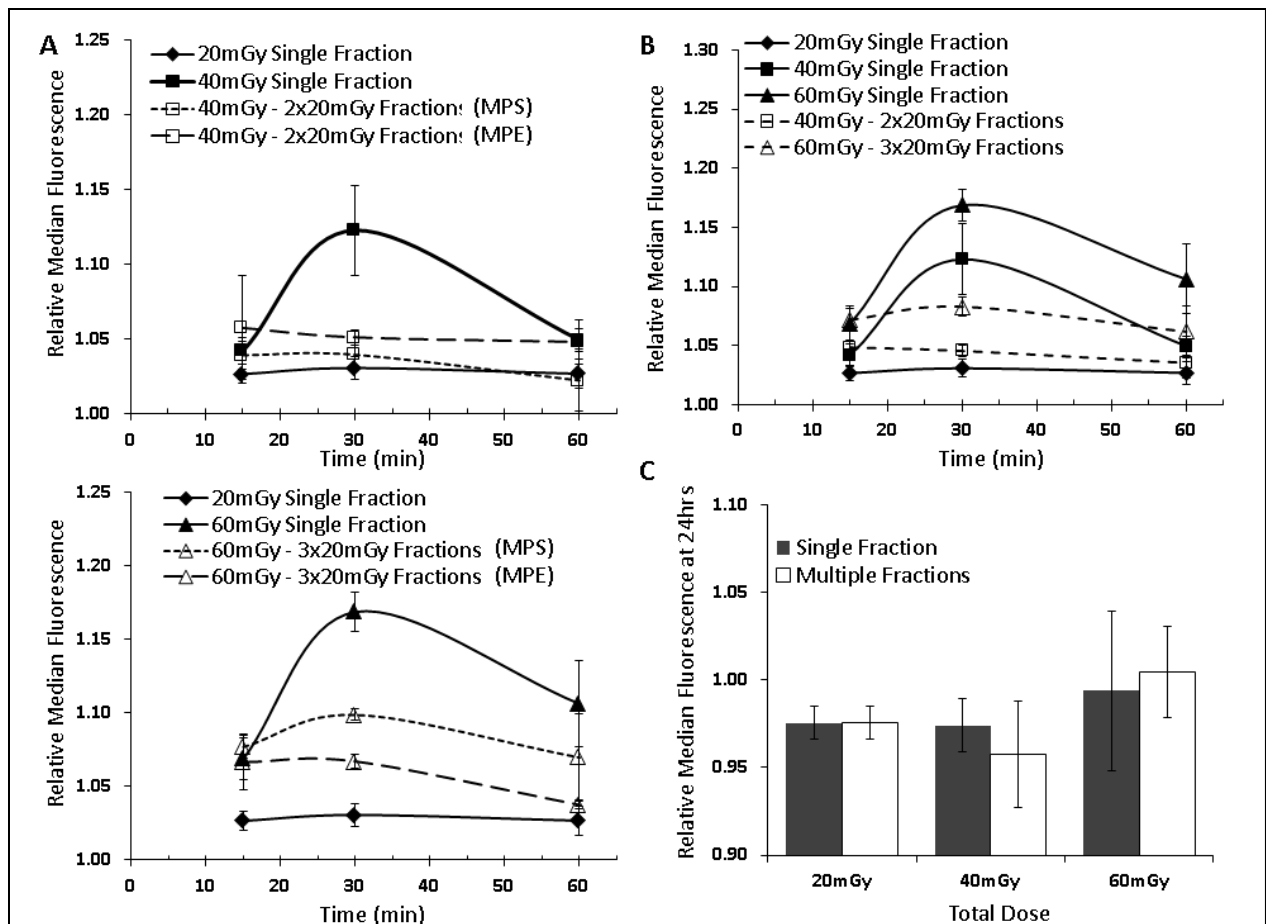 A
Relative Median Fluorescence
1.25
1.20
1.15
1.10
1.05
1.00
20mGy Single Fraction
40mGy Single Fraction
40mGy - 2x20mGy Fractions (MPS)
40mGy - 2x20mGy Fractions (MPE)
0 10 20 30 40 50 60
Time (min)
B
Relative Median Fluorescence
1.30
1.25
1.20
1.15
1.10
1.05
1.00
20mGy Single Fraction
40mGy Single Fraction
60mGy Single Fraction
40mGy - 2x20mGy Fractions
60mGy - 3x20mGy Fractions
0 10 20 30 40 50 60
Time (min)
Relative Median Fluorescence
1.25
1.20
1.15
1.10
1.05
1.00
20mGy Single Fraction
60mGy Single Fraction
60mGy - 3x20mGy Fractions (MPS)
60mGy - 3x20mGy Fractions (MPE)
0 10 20 30 40 50 60
Time (min)
C
Relative Median Fluorescence at 24hrs
1.10
1.05
1.00
0.95
0.90
Single Fraction
Multiple Fractions
20mGy 40mGy 60mGy
Total Dose